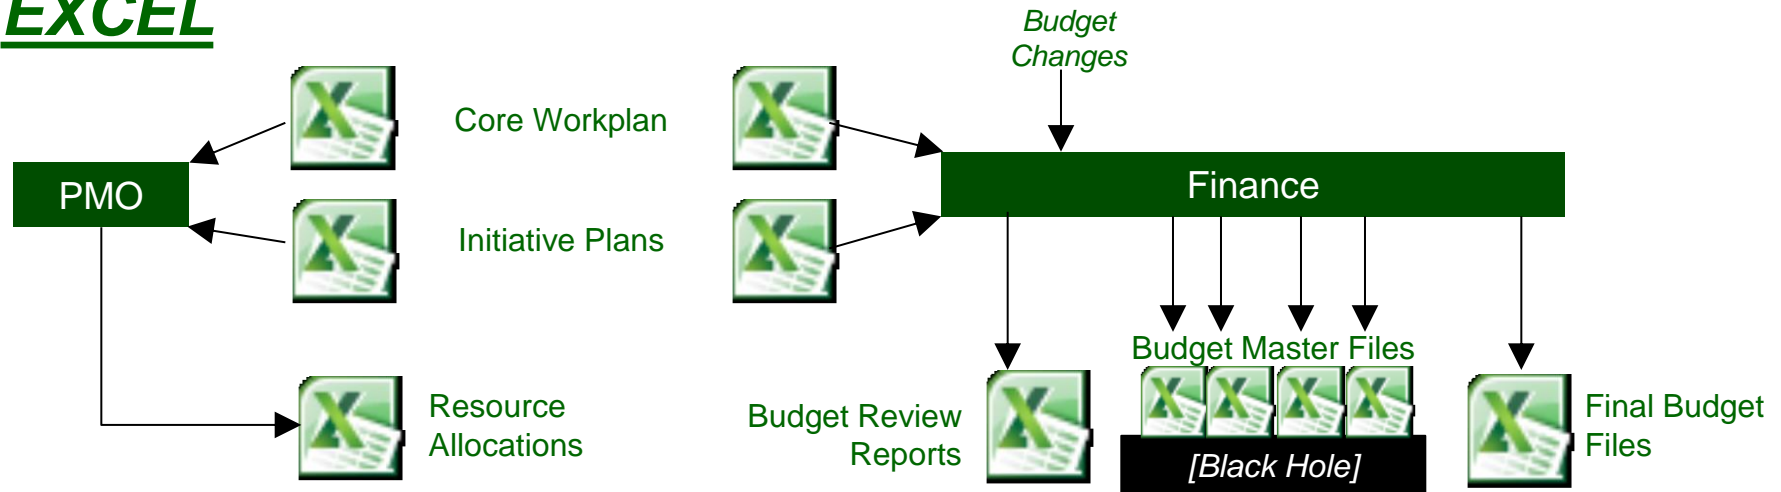 EXCEL
Budget
Changes
Core Workplan
PMO
Finance
Initiative Plans
Budget Master Files
Resource
Allocations
Budget Review
Reports
[Black Hole]
Final Budget
Files